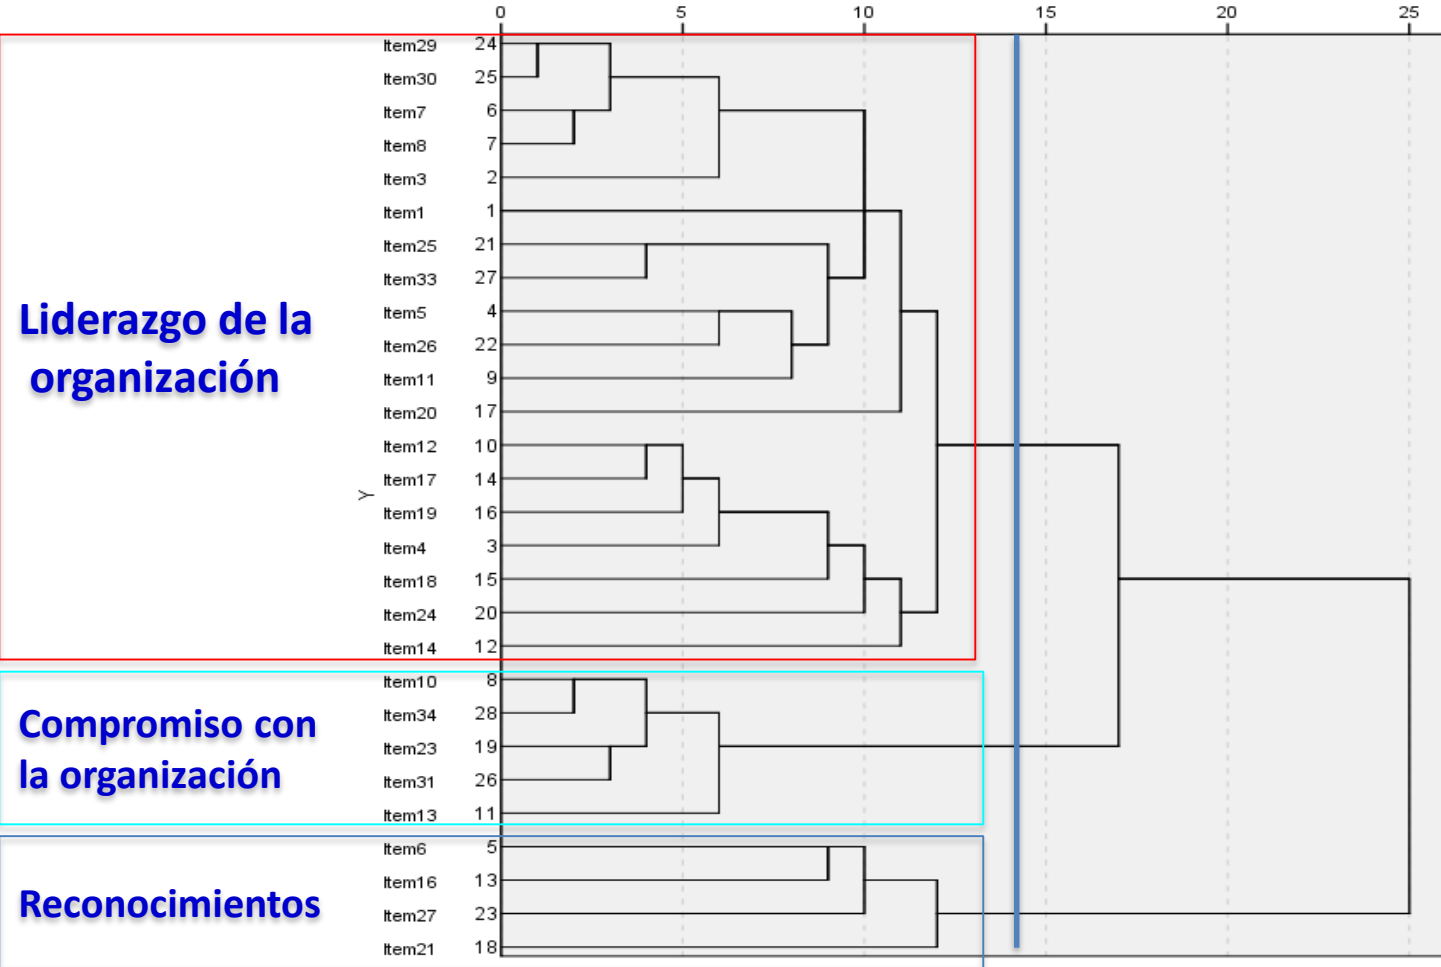 0 5 10 15 20 25
Item29 24
Item30 25
Item7 6
Item8 7
Item3 2
Item1 1
Item25 21
Item33 27
Item5 4
Item26 22
Item11 9
Item20 17
Item12 10
Item17 14
Item19 16
Item4 3
Item18 15
Item24 20
Item14 12
Item10 8
Item34 28
Item23 19
Item31 26
Item13 11
Item6 5
Item16 13
Item27 23
Item21 18
Y
Liderazgo de la
organización
Compromiso con
la organización
Reconocimientos